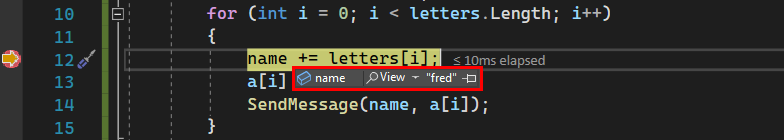 10 for (int i = 0; i < letters.Length; i++)
11 {
12 name += letters[i]; ≤ 10ms elapsed
13 a[i] name View "fred"
14 SendMessage(name, a[i]);
15 }